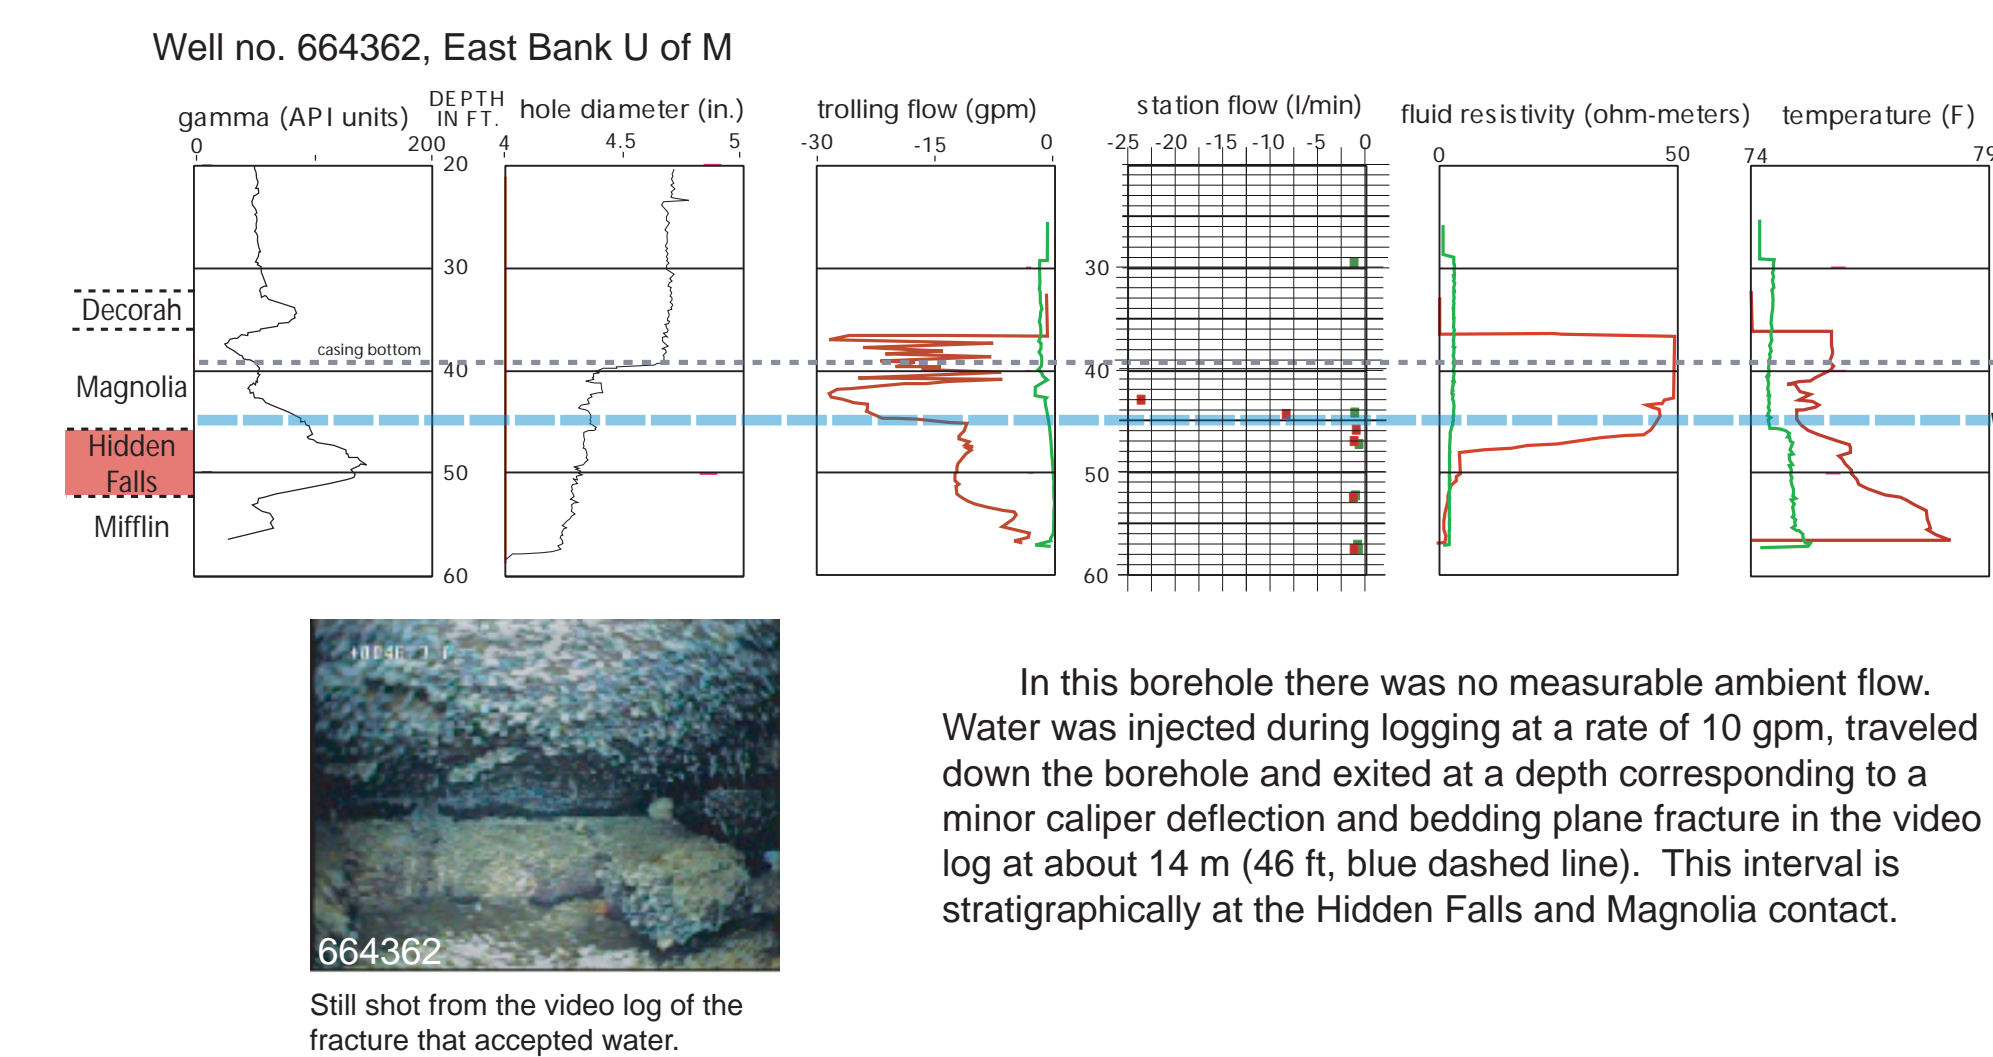 Well no. 664362, East Bank U of M
gamma (API units)
DEPTH
IN FT.
hole diameter (in.)
trolling flow (gpm)
station flow (l/min)
fluid resistivity (ohm-meters)
temperature (F)
0 200
4 4.5 5
-30 -15 0
-25 -20 -15 -10 -5 0
0 50
74 79
20
30
40
50
60
30
40
50
60
Decorah
casing bottom
Magnolia
Hidden
Falls
Mifflin
664362
Still shot from the video log of the
fracture that accepted water.
In this borehole there was no measurable ambient flow.
Water was injected during logging at a rate of 10 gpm, traveled
down the borehole and exited at a depth corresponding to a
minor caliper deflection and bedding plane fracture in the video
log at about 14 m (46 ft, blue dashed line).  This interval is
stratigraphically at the Hidden Falls and Magnolia contact.